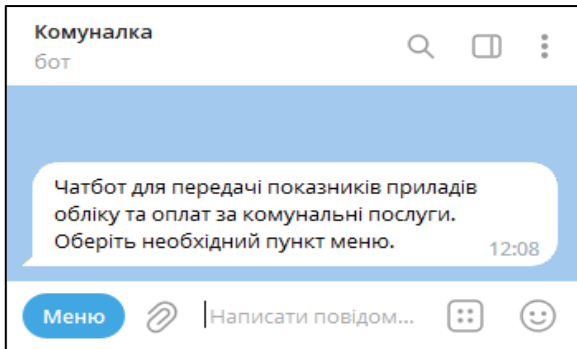 Комуналка
бот
Чатбот для передачі показників приладів
обліку та оплат за комунальні послуги.
Оберіть необхідний пункт меню.
12:08
Меню
Написати повідом...